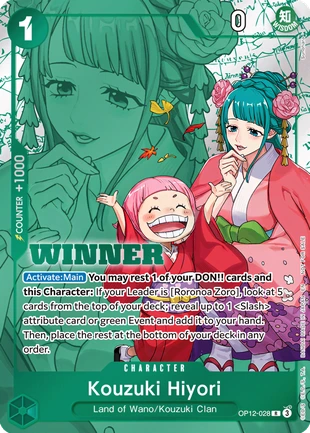 1
0
知
WISDOM
COUNTER +1000
WINNER
Activate:Main You may rest 1 of your DON!! cards and
this Character: If your Leader is [Roronoa Zoro], look at 5
cards from the top of your deck; reveal up to 1 <Slash>
attribute card or green Event and add it to your hand.
Then, place the rest at the bottom of your deck in any
order.
CHARACTER
Kouzuki Hiyori
Land of Wano/Kouzuki Clan
OP12-028 R 3